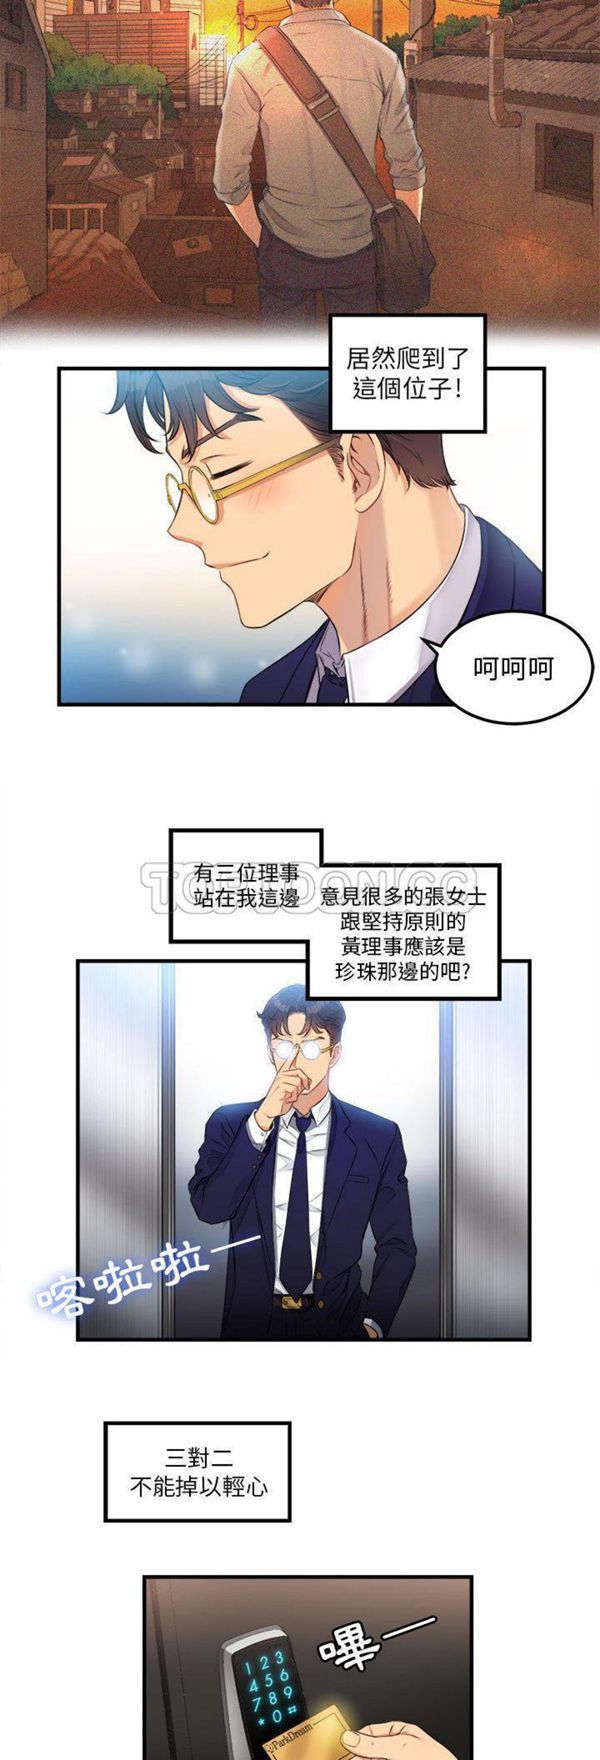 居然爬到了
這個位子!
呵呵呵
有三位理事
站在我這邊
TOPTOON.CC
意見很多的張女士
跟堅持原則的
黃理事應該是
珍珠那邊的吧?
喀啦啦—
三對二
不能掉以輕心
嗶—
123
456
789
*0#
ParkDream